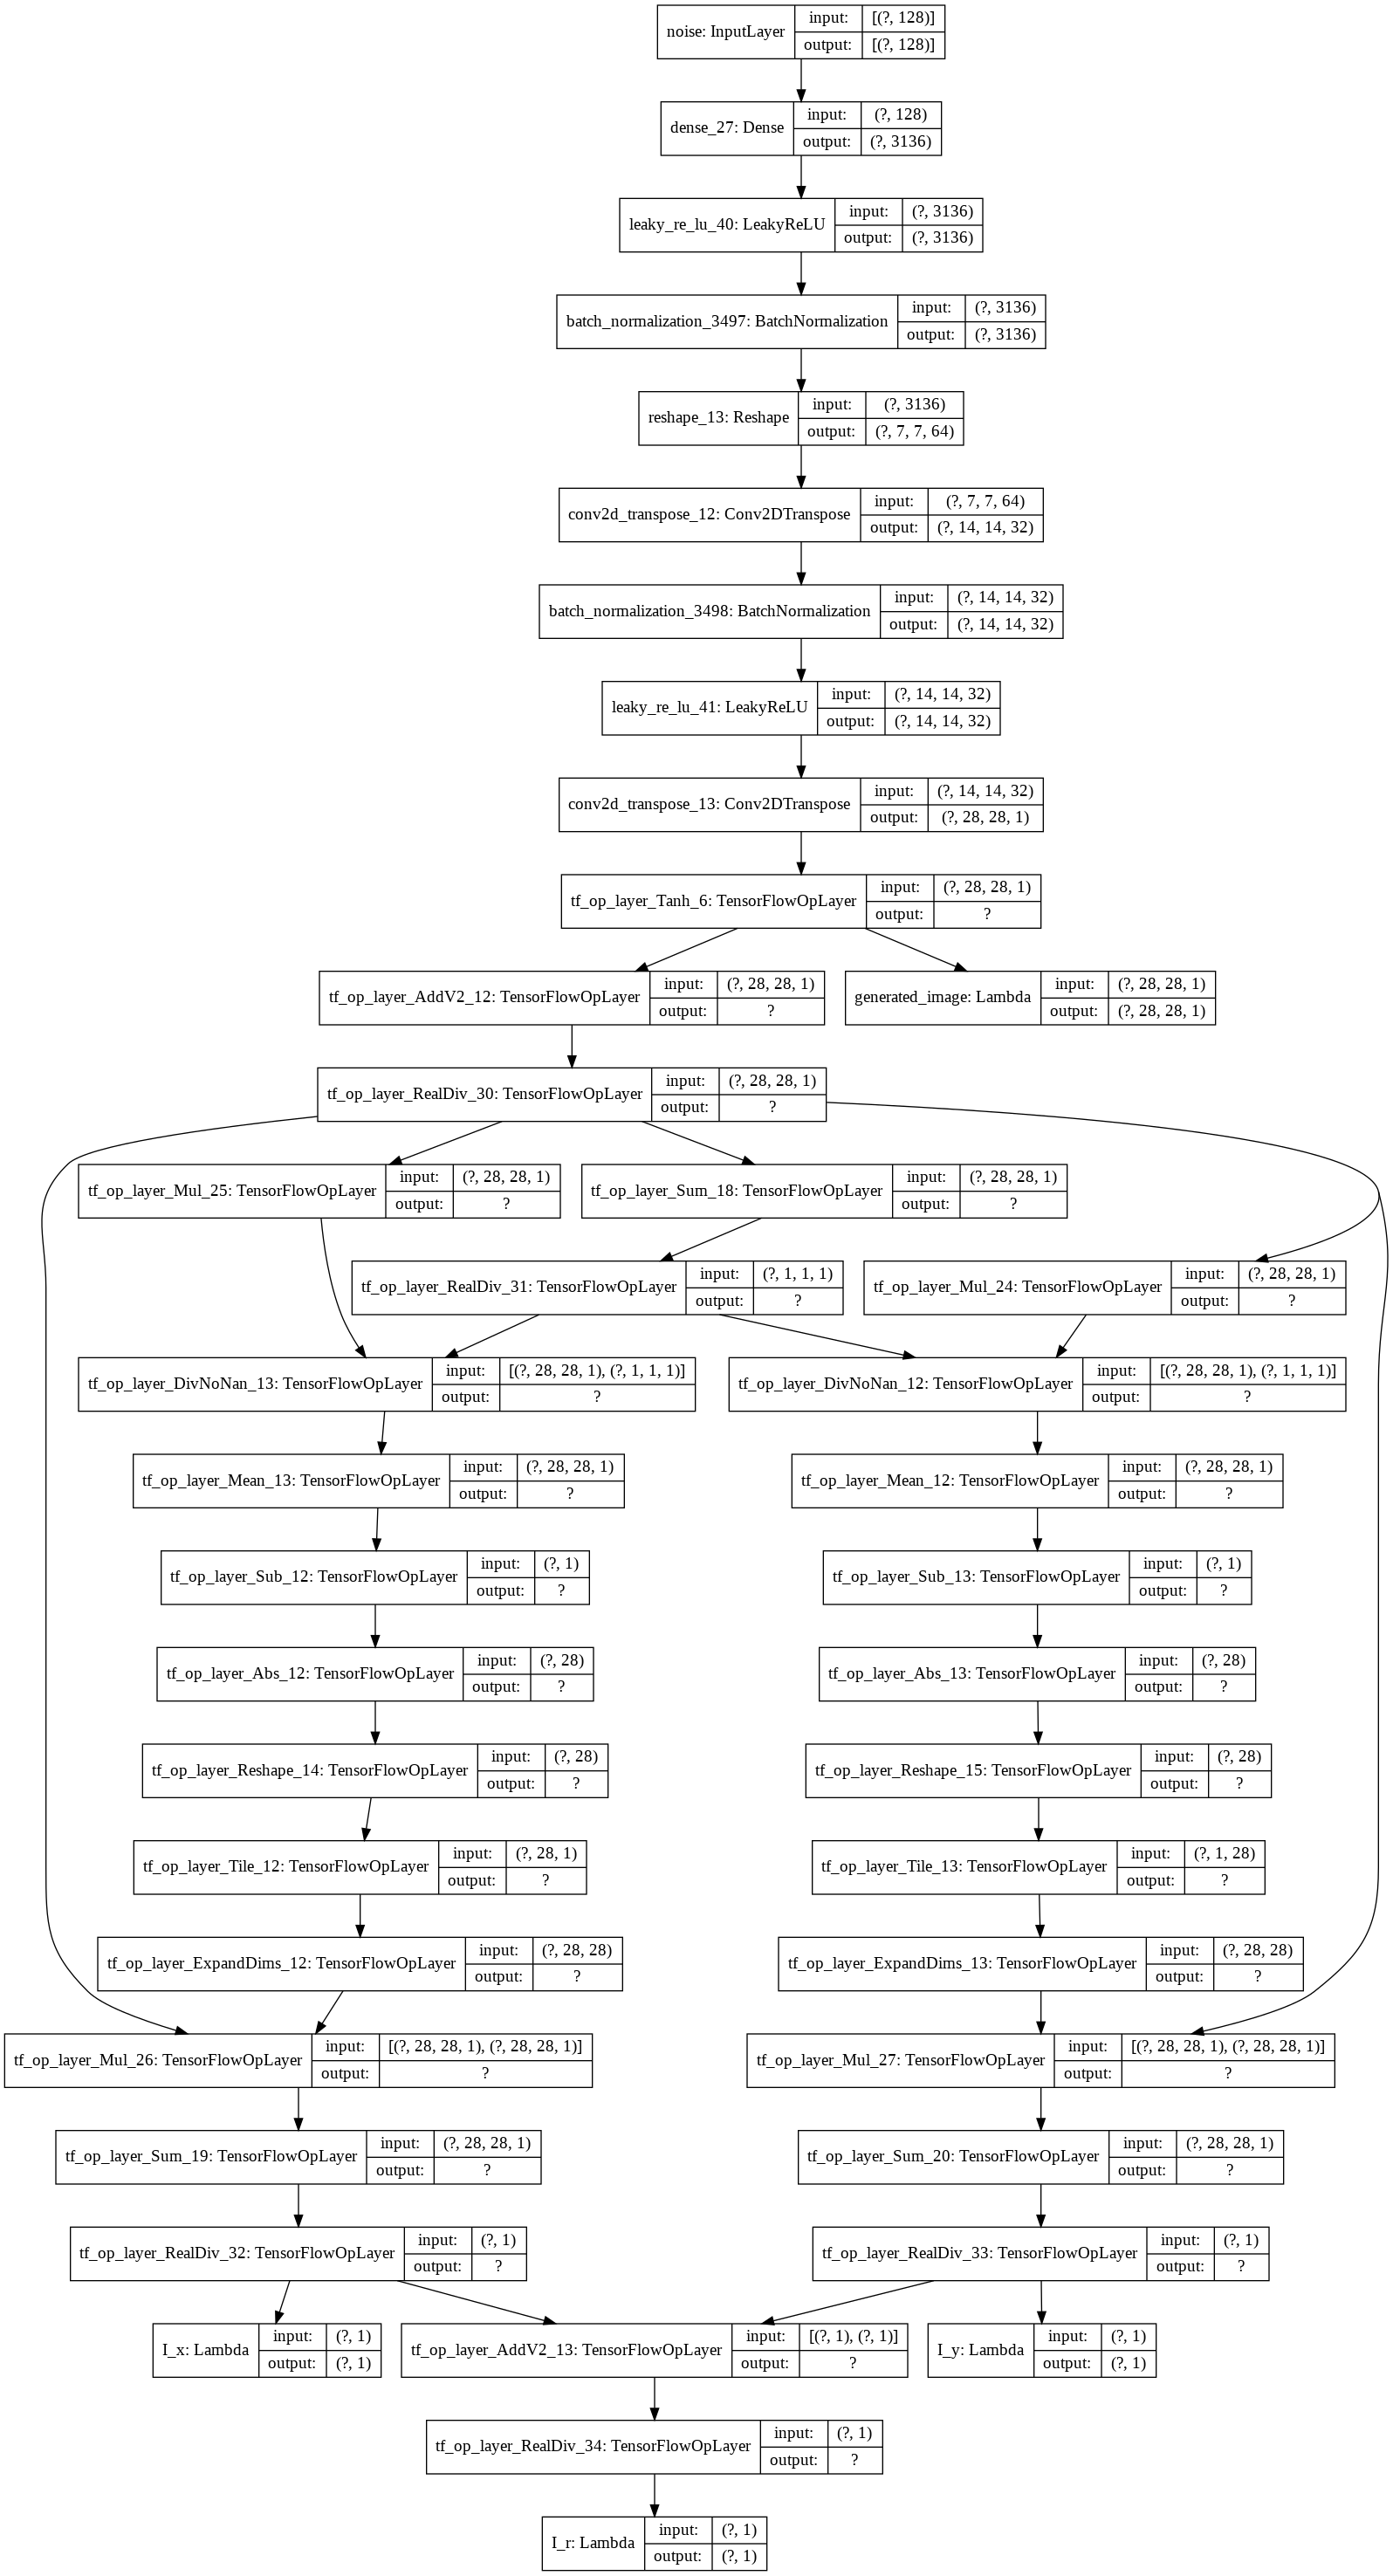 noise: InputLayer
input: [(?, 128)]
output: [(?, 128)]
dense_27: Dense
input: (?, 128)
output: (?, 3136)
leaky_re_lu_40: LeakyReLU
input: (?, 3136)
output: (?, 3136)
batch_normalization_3497: BatchNormalization
input: (?, 3136)
output: (?, 3136)
reshape_13: Reshape
input: (?, 3136)
output: (?, 7, 7, 64)
conv2d_transpose_12: Conv2DTranspose
input: (?, 7, 7, 64)
output: (?, 14, 14, 32)
batch_normalization_3498: BatchNormalization
input: (?, 14, 14, 32)
output: (?, 14, 14, 32)
leaky_re_lu_41: LeakyReLU
input: (?, 14, 14, 32)
output: (?, 14, 14, 32)
conv2d_transpose_13: Conv2DTranspose
input: (?, 14, 14, 32)
output: (?, 28, 28, 1)
tf_op_layer_Tanh_6: TensorFlowOpLayer
input: (?, 28, 28, 1)
output: ?
tf_op_layer_AddV2_12: TensorFlowOpLayer
input: (?, 28, 28, 1)
output: ?
generated_image: Lambda
input: (?, 28, 28, 1)
output: (?, 28, 28, 1)
tf_op_layer_RealDiv_30: TensorFlowOpLayer
input: (?, 28, 28, 1)
output: ?
tf_op_layer_Mul_25: TensorFlowOpLayer
input: (?, 28, 28, 1)
output: ?
tf_op_layer_Sum_18: TensorFlowOpLayer
input: (?, 28, 28, 1)
output: ?
tf_op_layer_RealDiv_31: TensorFlowOpLayer
input: (?, 1, 1, 1)
output: ?
tf_op_layer_Mul_24: TensorFlowOpLayer
input: (?, 28, 28, 1)
output: ?
tf_op_layer_DivNoNan_13: TensorFlowOpLayer
input: [(?, 28, 28, 1), (?, 1, 1, 1)]
output: ?
tf_op_layer_DivNoNan_12: TensorFlowOpLayer
input: [(?, 28, 28, 1), (?, 1, 1, 1)]
output: ?
tf_op_layer_Mean_13: TensorFlowOpLayer
input: (?, 28, 28, 1)
output: ?
tf_op_layer_Mean_12: TensorFlowOpLayer
input: (?, 28, 28, 1)
output: ?
tf_op_layer_Sub_12: TensorFlowOpLayer
input: (?, 1)
output: ?
tf_op_layer_Sub_13: TensorFlowOpLayer
input: (?, 1)
output: ?
tf_op_layer_Abs_12: TensorFlowOpLayer
input: (?, 28)
output: ?
tf_op_layer_Abs_13: TensorFlowOpLayer
input: (?, 28)
output: ?
tf_op_layer_Reshape_14: TensorFlowOpLayer
input: (?, 28)
output: ?
tf_op_layer_Reshape_15: TensorFlowOpLayer
input: (?, 28)
output: ?
tf_op_layer_Tile_12: TensorFlowOpLayer
input: (?, 28, 1)
output: ?
tf_op_layer_Tile_13: TensorFlowOpLayer
input: (?, 1, 28)
output: ?
tf_op_layer_ExpandDims_12: TensorFlowOpLayer
input: (?, 28, 28)
output: ?
tf_op_layer_ExpandDims_13: TensorFlowOpLayer
input: (?, 28, 28)
output: ?
tf_op_layer_Mul_26: TensorFlowOpLayer
input: [(?, 28, 28, 1), (?, 28, 28, 1)]
output: ?
tf_op_layer_Mul_27: TensorFlowOpLayer
input: [(?, 28, 28, 1), (?, 28, 28, 1)]
output: ?
tf_op_layer_Sum_19: TensorFlowOpLayer
input: (?, 28, 28, 1)
output: ?
tf_op_layer_Sum_20: TensorFlowOpLayer
input: (?, 28, 28, 1)
output: ?
tf_op_layer_RealDiv_32: TensorFlowOpLayer
input: (?, 1)
output: ?
tf_op_layer_RealDiv_33: TensorFlowOpLayer
input: (?, 1)
output: ?
I_x: Lambda
input: (?, 1)
output: (?, 1)
tf_op_layer_AddV2_13: TensorFlowOpLayer
input: [(?, 1), (?, 1)]
output: ?
I_y: Lambda
input: (?, 1)
output: (?, 1)
tf_op_layer_RealDiv_34: TensorFlowOpLayer
input: (?, 1)
output: ?
I_r: Lambda
input: (?, 1)
output: (?, 1)